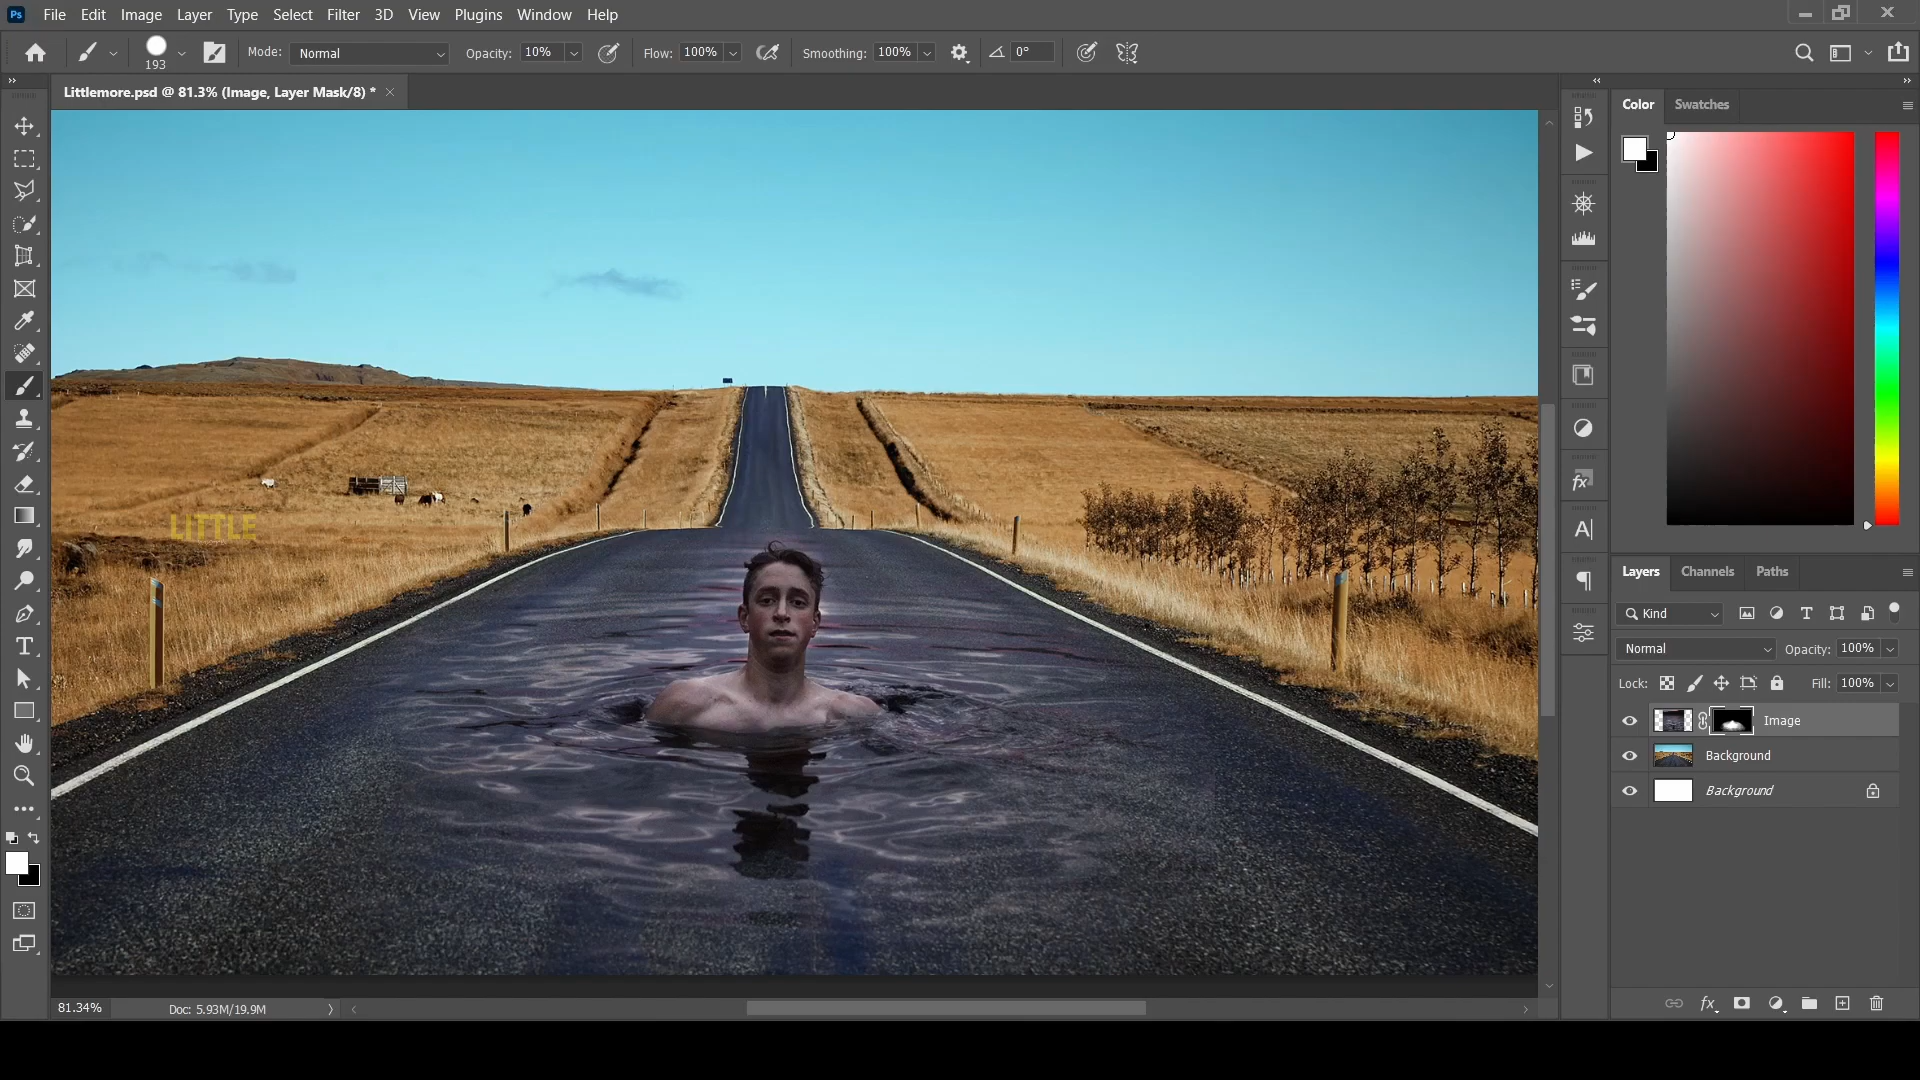 Ps File Edit Image Layer Type Select Filter 3D View Plugins Window Help
193 Mode: Normal Opacity: 10% Flow: 100% Smoothing: 100% 0°
Littlemore.psd @ 81.3% (Image, Layer Mask/8) *
Color Swatches
LITTLE
Layers Channels Paths
Kind
Normal Opacity: 100%
Lock: Fill: 100%
Image
Background
Background
81.34% Doc: 5.93M/19.9M